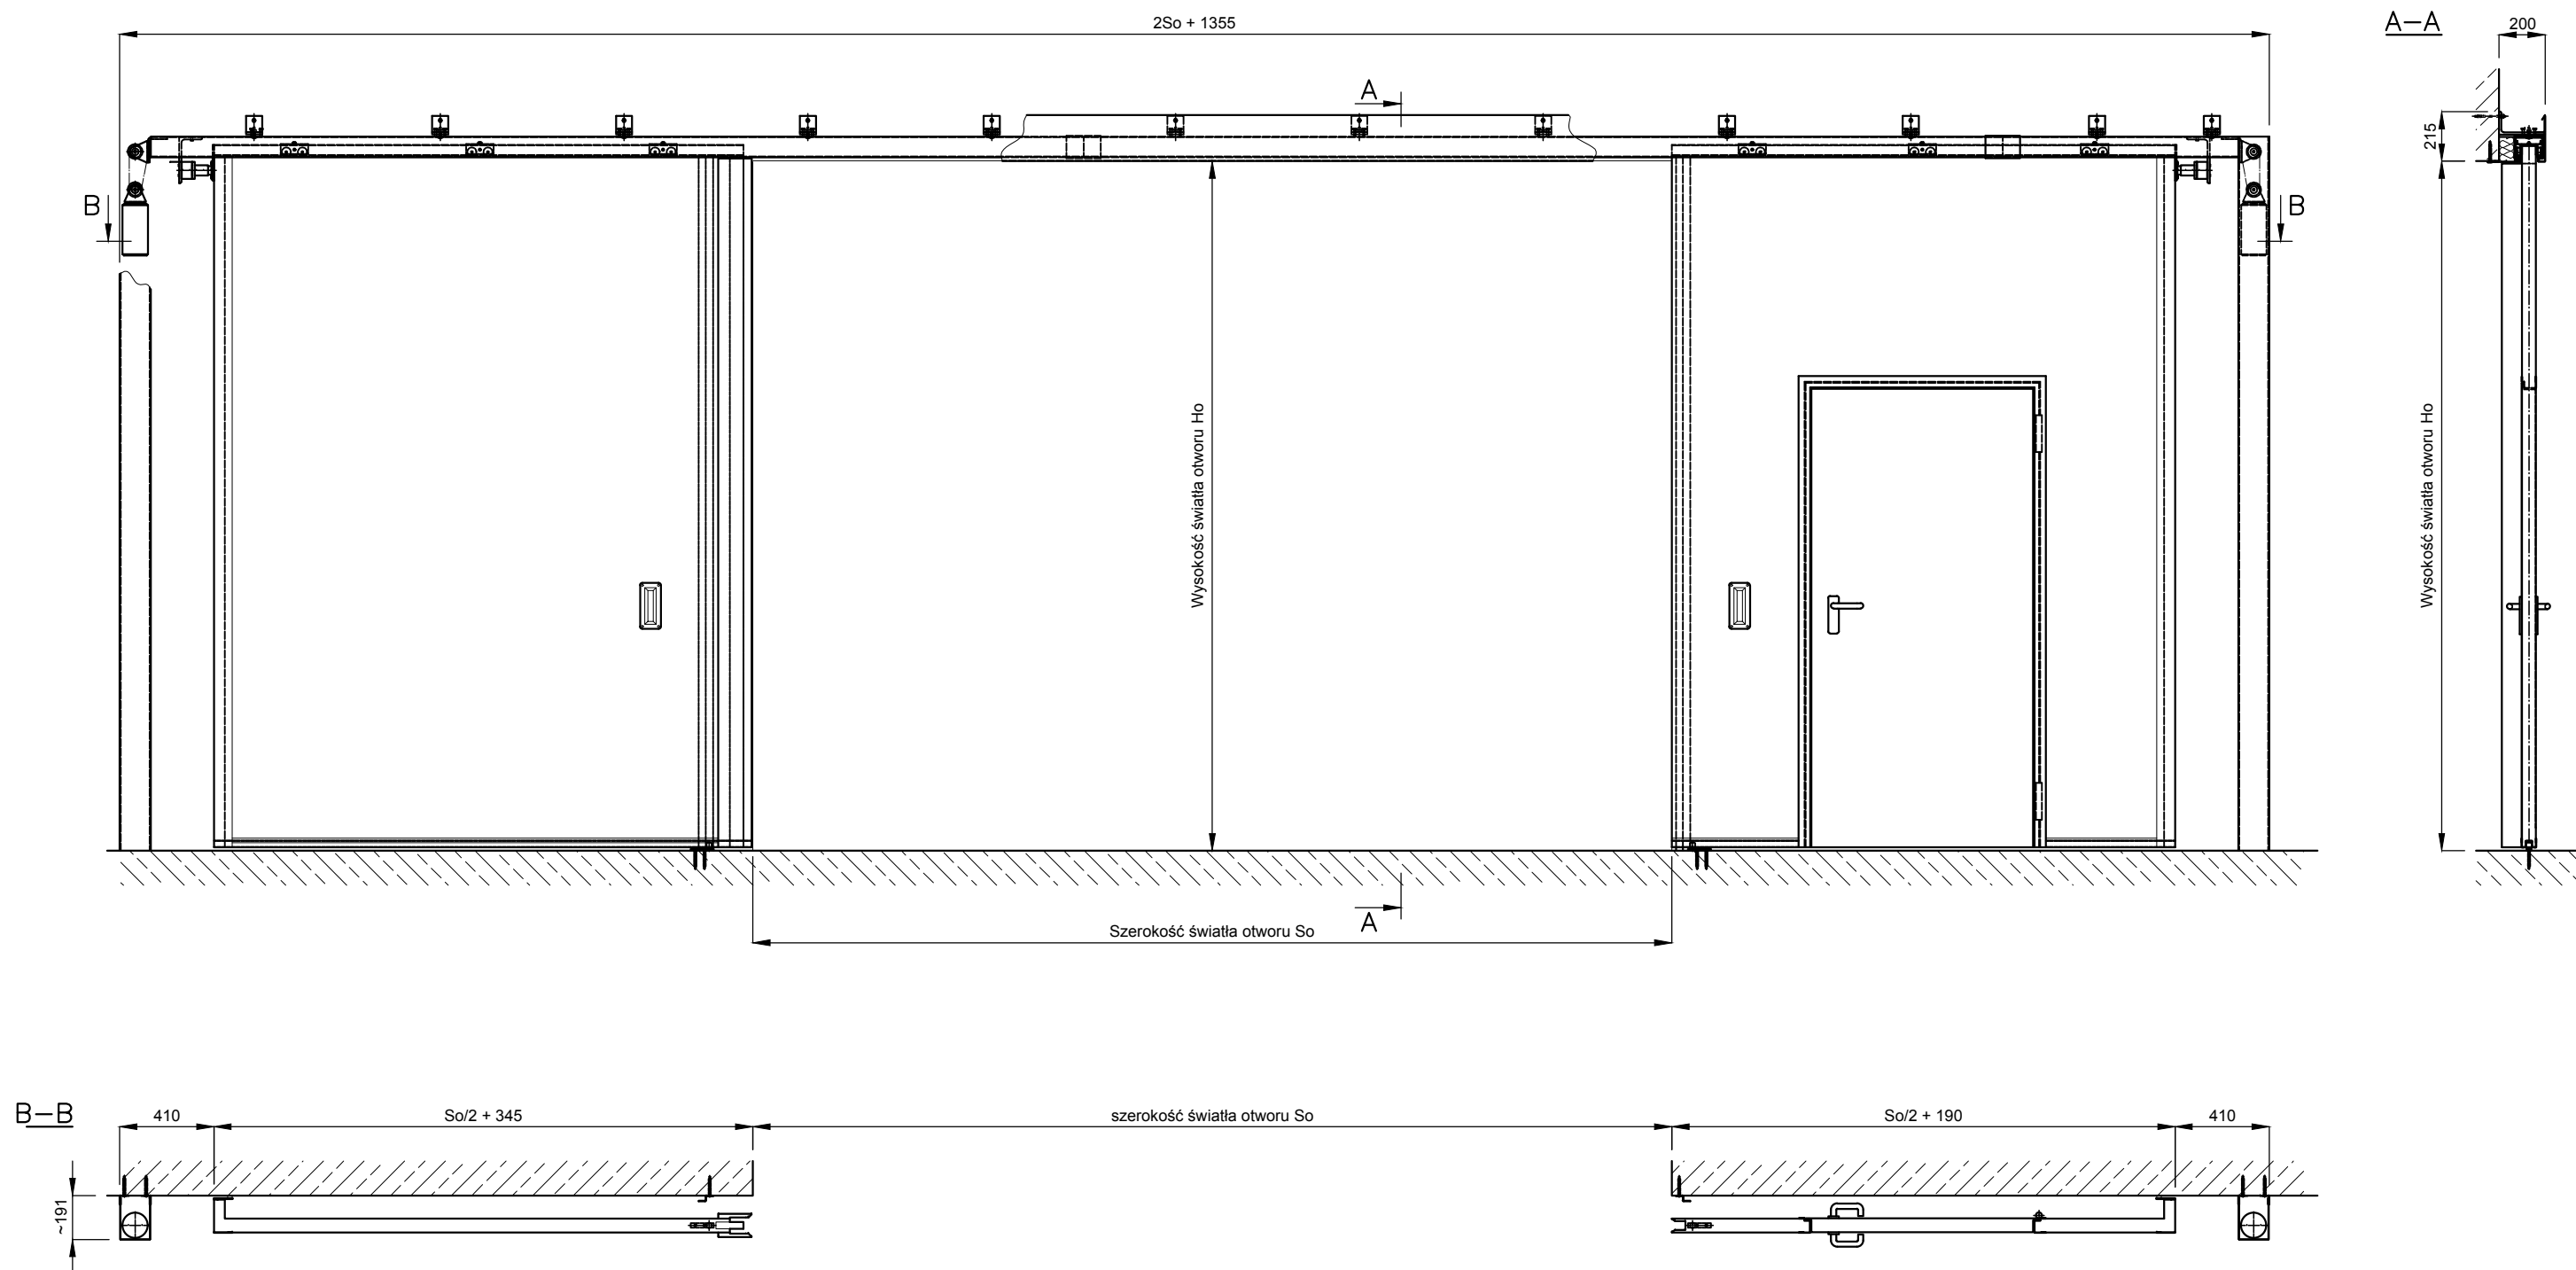 2So + 1355
A-A
200
A
215
B
B
Wysokość światła otworu Ho
Wysokość światła otworu Ho
A
Szerokość światła otworu So
B-B
410
So/2 + 345
szerokość światła otworu So
So/2 + 190
410
~191